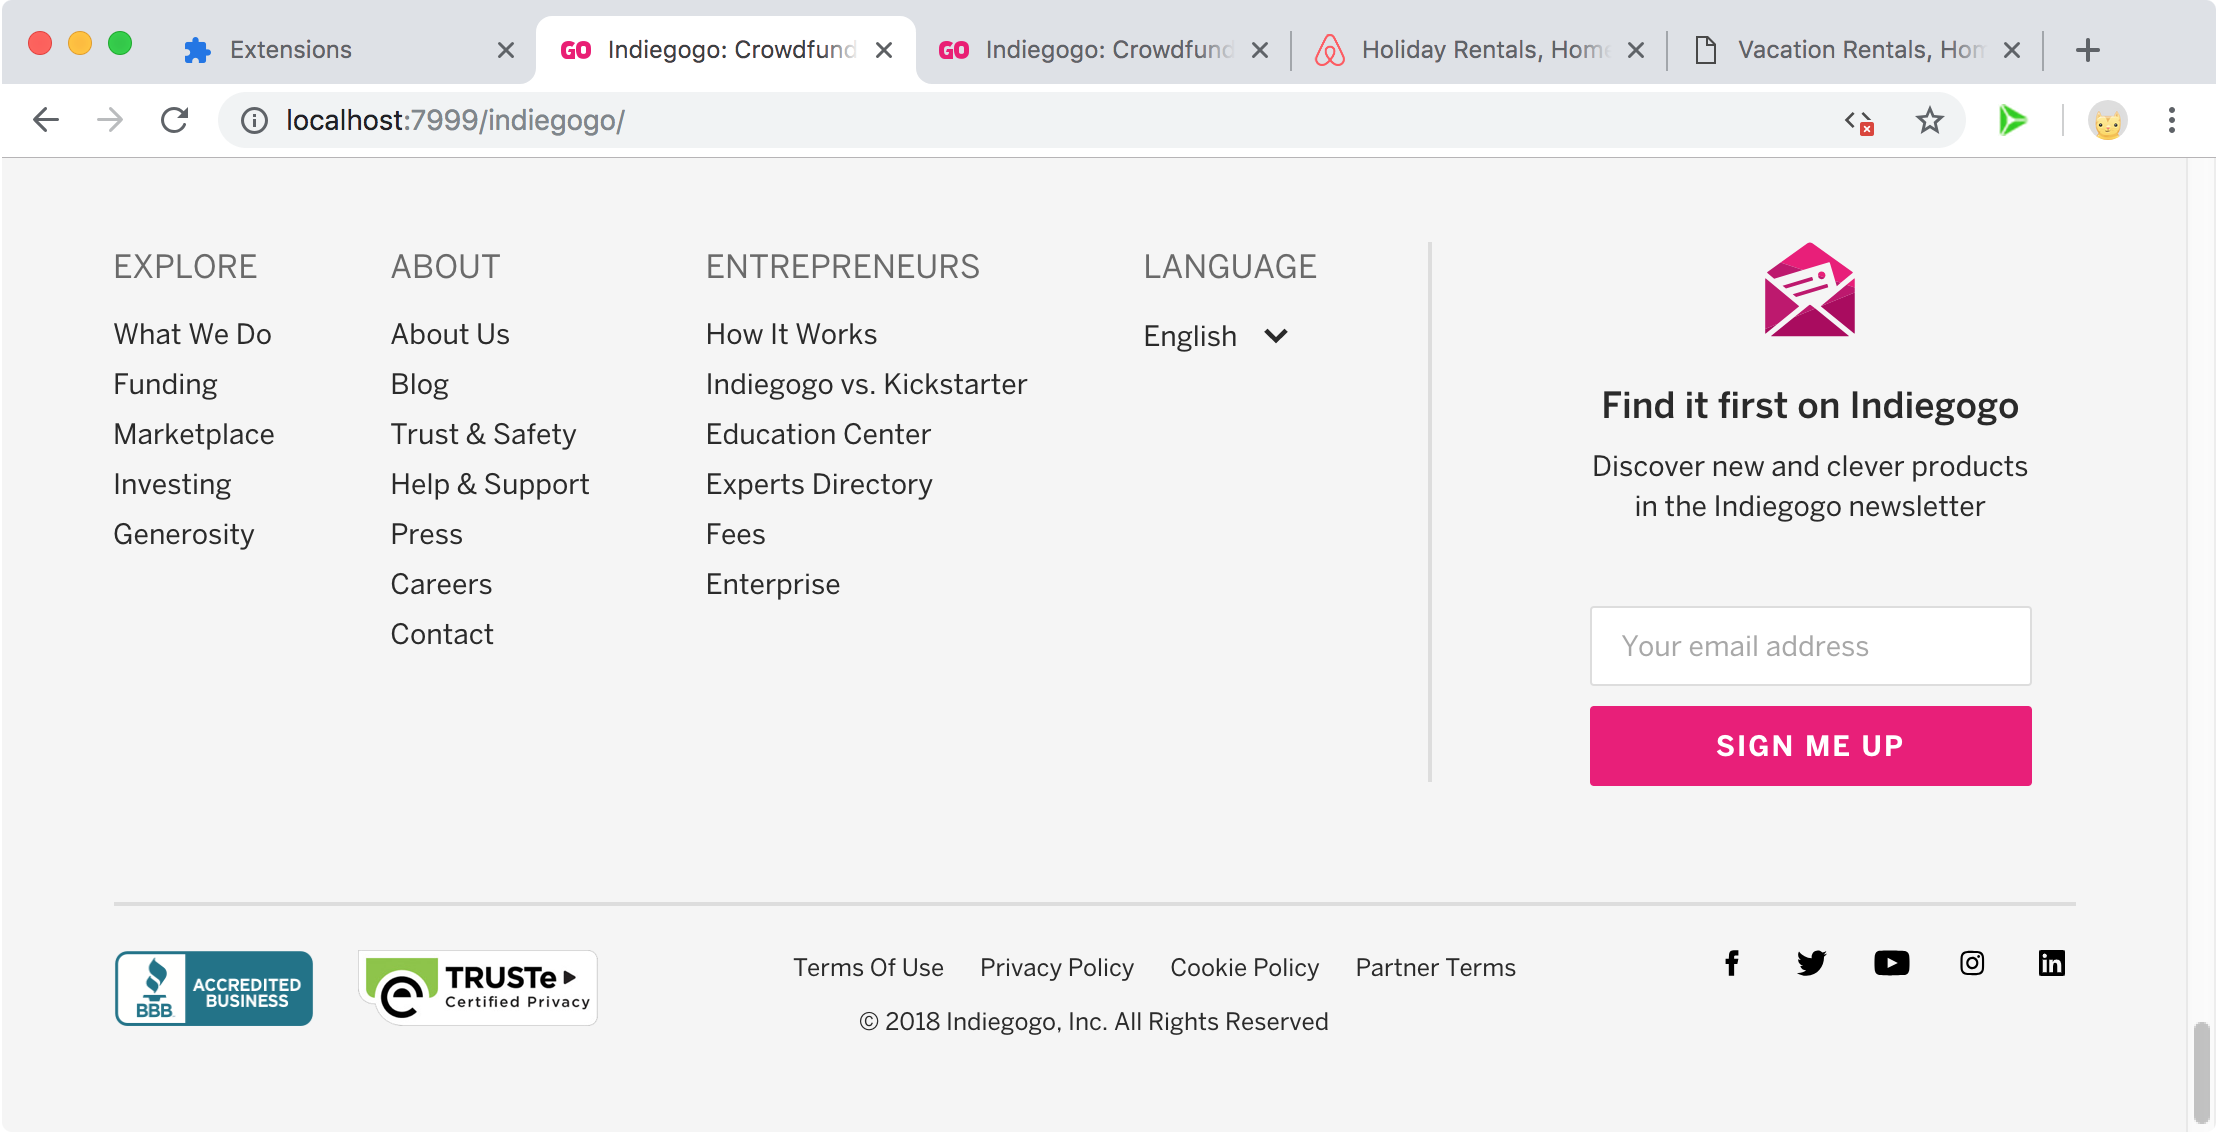 Extensions
GO Indiegogo: Crowdfund
GO Indiegogo: Crowdfund
Holiday Rentals, Home
Vacation Rentals, Hom
localhost:7999/indiegogo/
EXPLORE
What We Do
Funding
Marketplace
Investing
Generosity
ABOUT
About Us
Blog
Trust & Safety
Help & Support
Press
Careers
Contact
ENTREPRENEURS
How It Works
Indiegogo vs. Kickstarter
Education Center
Experts Directory
Fees
Enterprise
LANGUAGE
English
Find it first on Indiegogo
Discover new and clever products
in the Indiegogo newsletter
Your email address
SIGN ME UP
BBB
ACCREDITED
BUSINESS
TRUSTe
Certified Privacy
Terms Of Use Privacy Policy Cookie Policy Partner Terms
© 2018 Indiegogo, Inc. All Rights Reserved